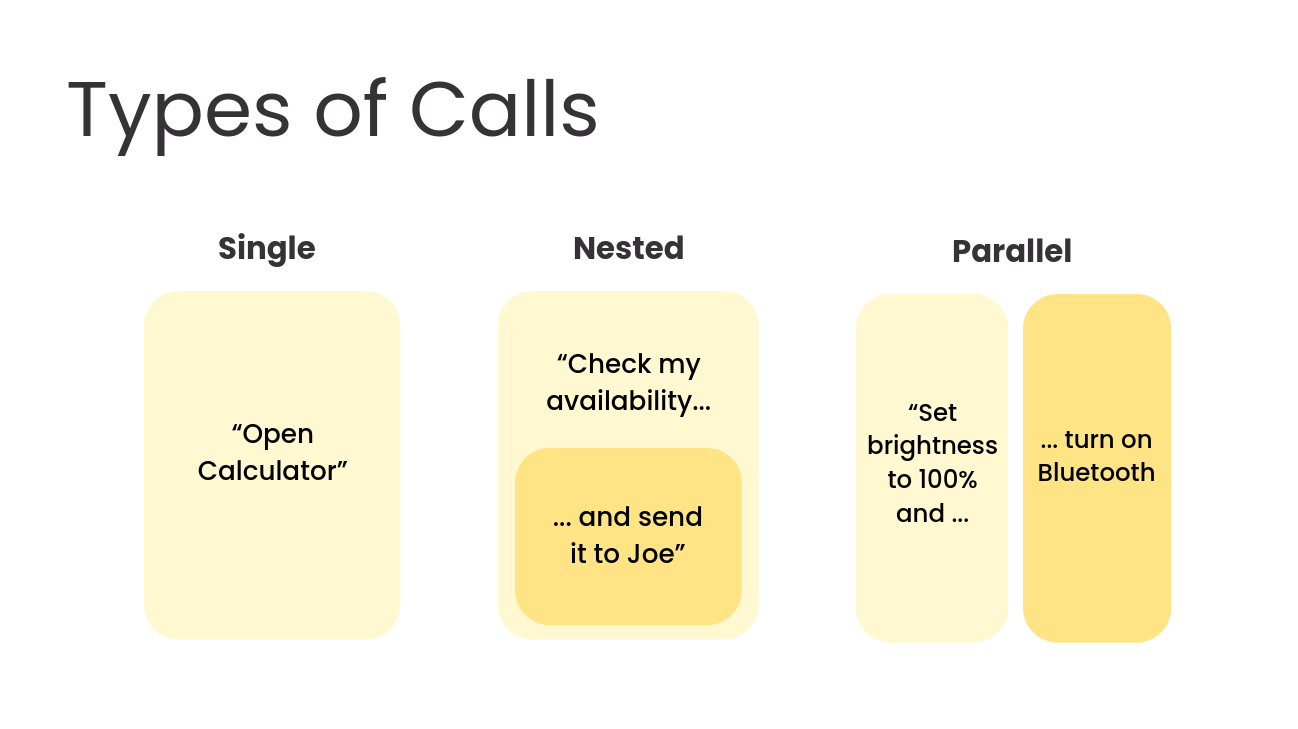 Types of Calls
Single
“Open
Calculator”
Nested
“Check my
availability...
... and send
it to Joe”
Parallel
“Set
brightness
to 100%
and ...
... turn on
Bluetooth